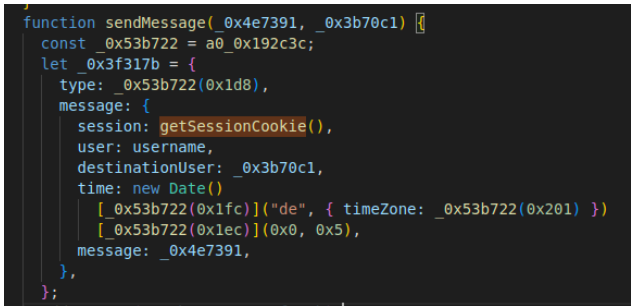 function sendMessage(_0x4e7391, _0x3b70c1) {
const _0x53b722 = a0_0x192c3c;
let _0x3f317b = {
type: _0x53b722(0x1d8),
message: {
session: getSessionCookie(),
user: username,
destinationUser: _0x3b70c1,
time: new Date()
[_0x53b722(0x1fc)]("de", { timeZone: _0x53b722(0x201) })
[_0x53b722(0x1ec)](0x0, 0x5),
message: _0x4e7391,
},
};